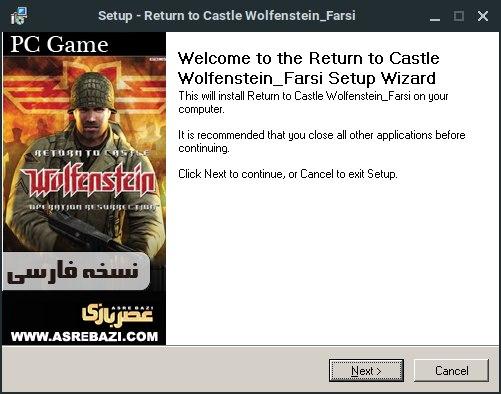 Setup - Return to Castle Wolfenstein_Farsi
PC Game
RETURN TO CASTLE
Wolfenstein
OPERATION RESURRECTION
نسخه فارسی
ASRE BAZI
عصر بازی
WWW.ASREBAZI.COM
Welcome to the Return to Castle
Wolfenstein_Farsi Setup Wizard
This will install Return to Castle Wolfenstein_Farsi on your
computer.
It is recommended that you close all other applications before
continuing.
Click Next to continue, or Cancel to exit Setup.
Next >
Cancel